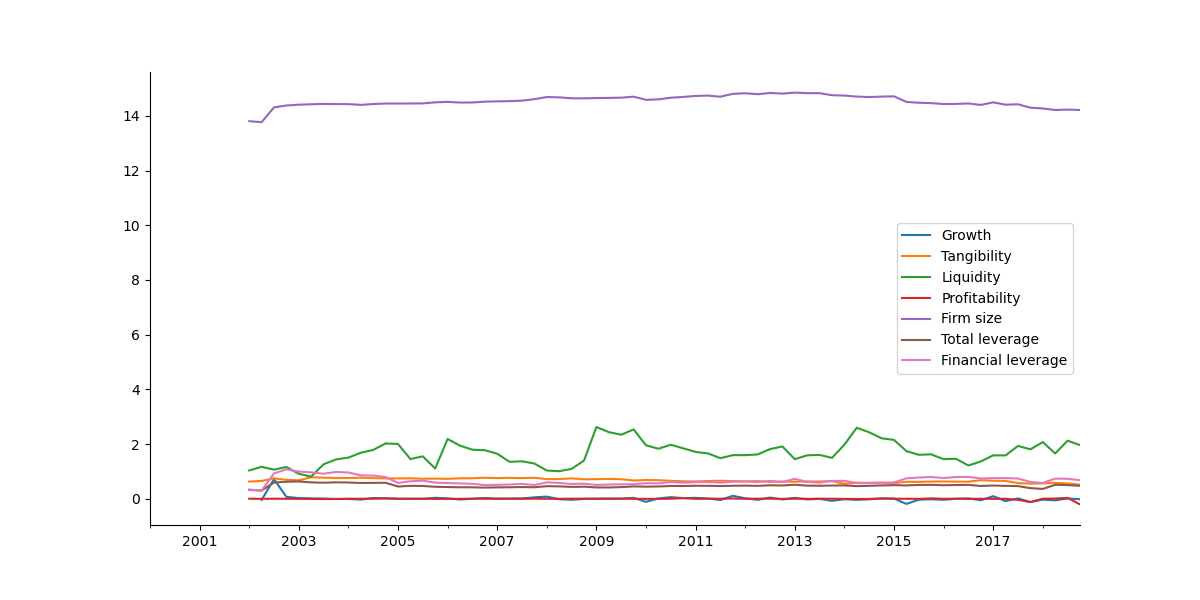 14
12
10
8
6
4
2
0
2001 2003 2005 2007 2009 2011 2013 2015 2017
Growth
Tangibility
Liquidity
Profitability
Firm size
Total leverage
Financial leverage